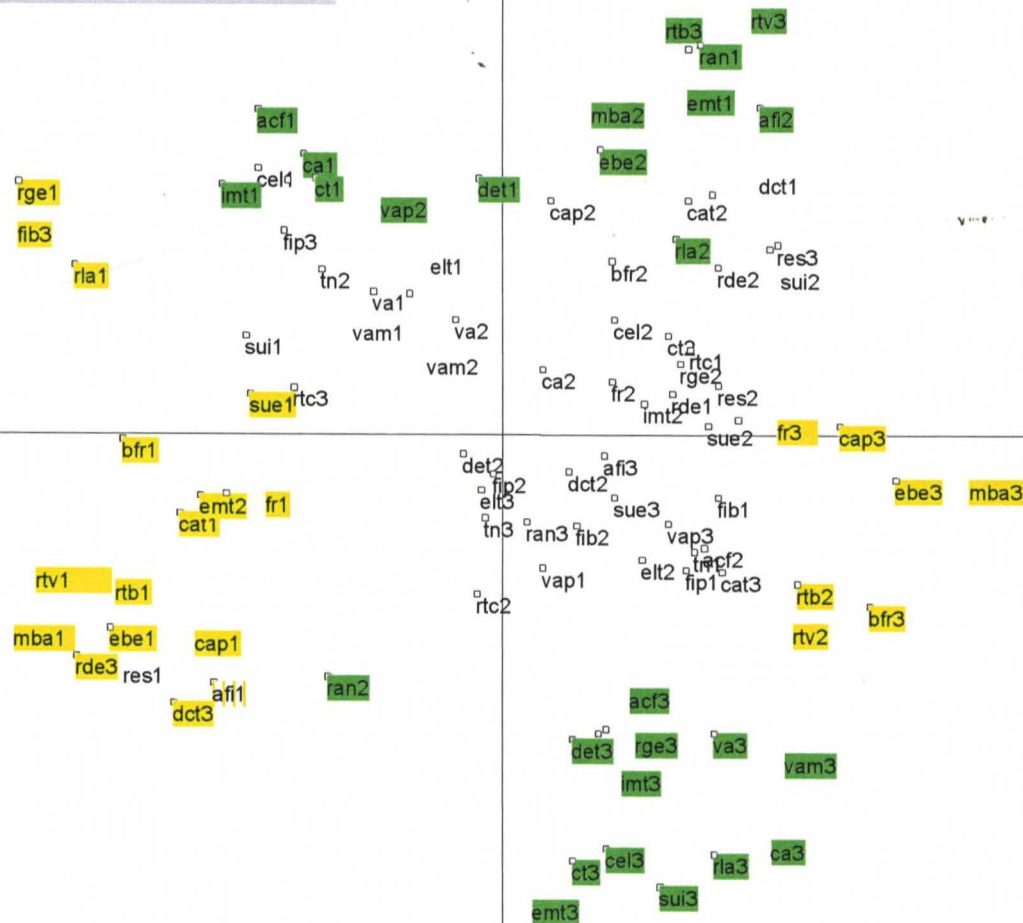 rtv3
rtb3
ran1
emt1
mba2
afi2
acf1
ca1
ebe2
cel1
ct1
imt1
rge1
det1
dct1
vap2
cap2
cat2
fib3
fip3
rla2
res3
elt1
rla1
bfr2
tn2
rde2
sui2
va1
vam1
va2
cel2
sui1
ct2
rtc1
vam2
rge2
ca2
fr2
res2
rtc3
sue1
imt2
rde1
fr3
cap3
sue2
bfr1
det2
afi3
dct2
fip2
ebe3
mba3
elt3
emt2
fr1
sue3
fib1
cat1
tn3
ran3
fib2
vap3
acf2
tn1
elt2
rtv1
vap1
fip1
cat3
rtb1
rtb2
rtc2
bfr3
mba1
ebe1
cap1
rtv2
rde3
res1
ran2
afi1
acf3
dct3
det3
rge3
va3
vam3
imt3
ca3
cel3
rla3
ct3
sui3
emt3